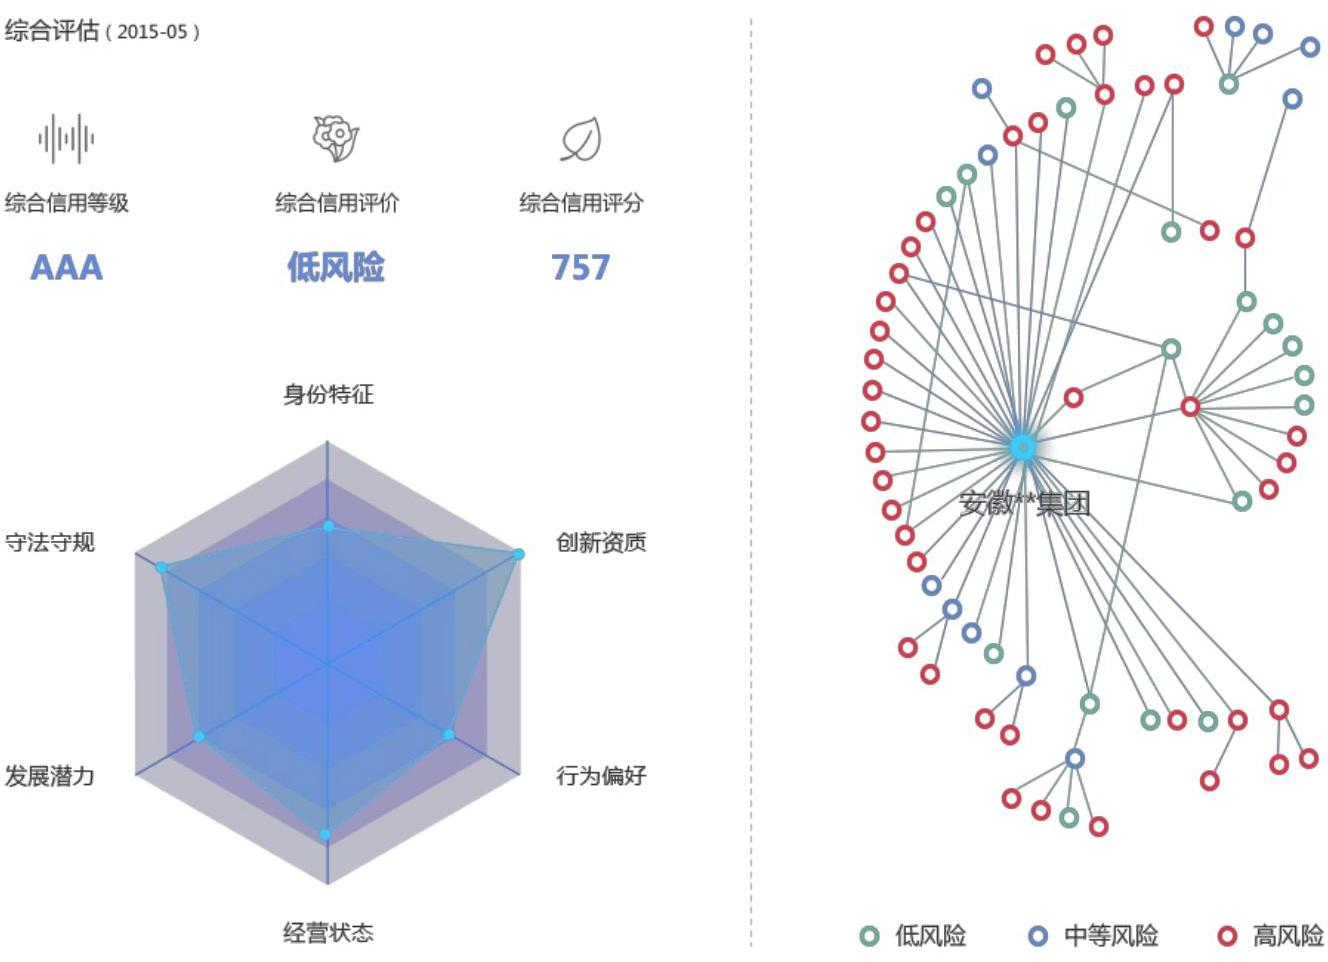 综合评估 ( 2015-05 )
综合信用等级
综合信用评价
综合信用评分
AAA
低风险
757
身份特征
守法守规
创新资质
发展潜力
行为偏好
经营状态
安徽**集团
低风险
中等风险
高风险